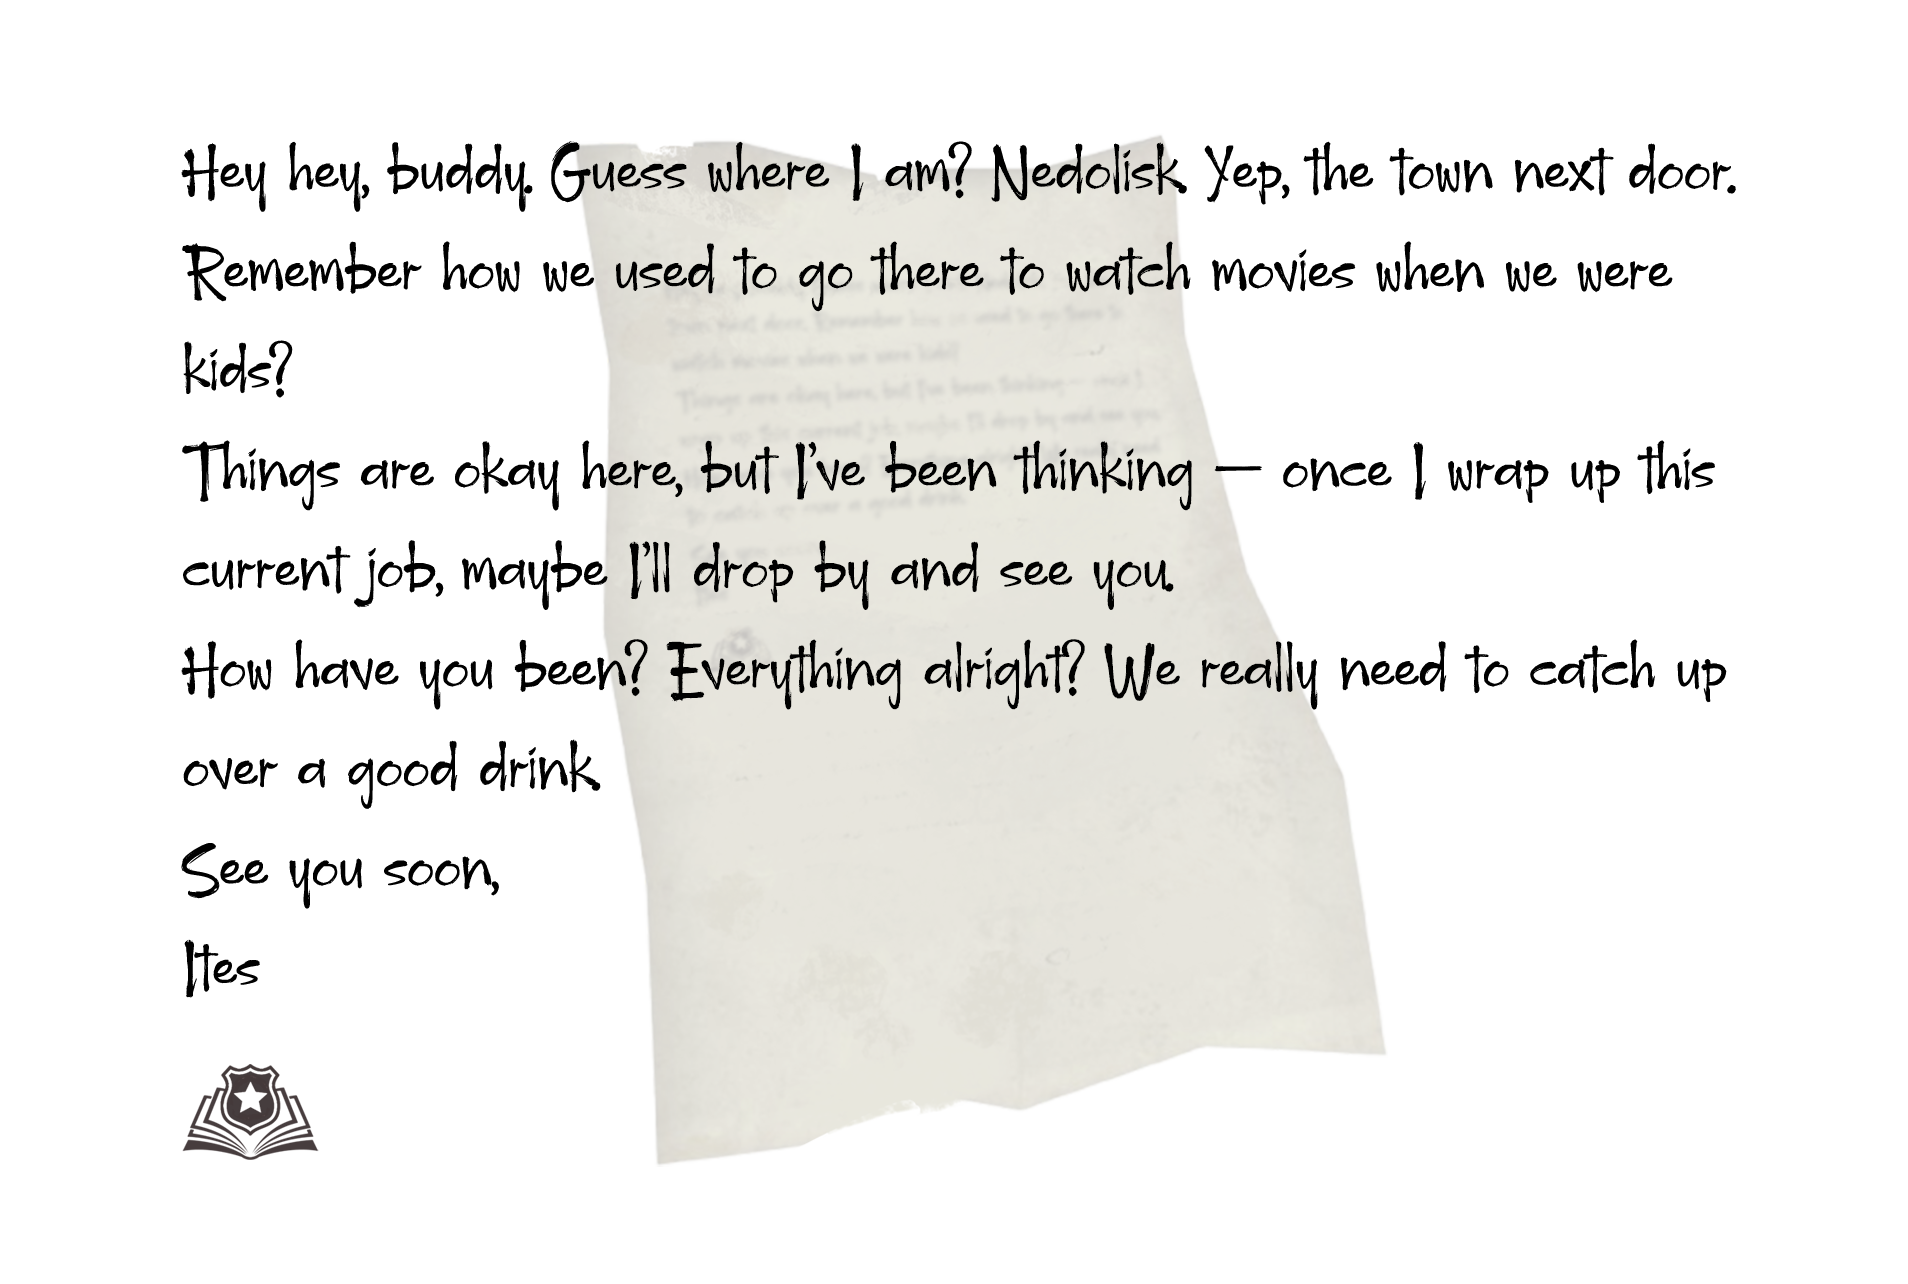 Hey hey, buddy. Guess where I am? Nedolisk. Yep, the town next door.
Remember how we used to go there to watch movies when we were
kids?
Things are okay here, but I've been thinking — once I wrap up this
current job, maybe I'll drop by and see you.
How have you been? Everything alright? We really need to catch up
over a good drink.
See you soon,
Ites